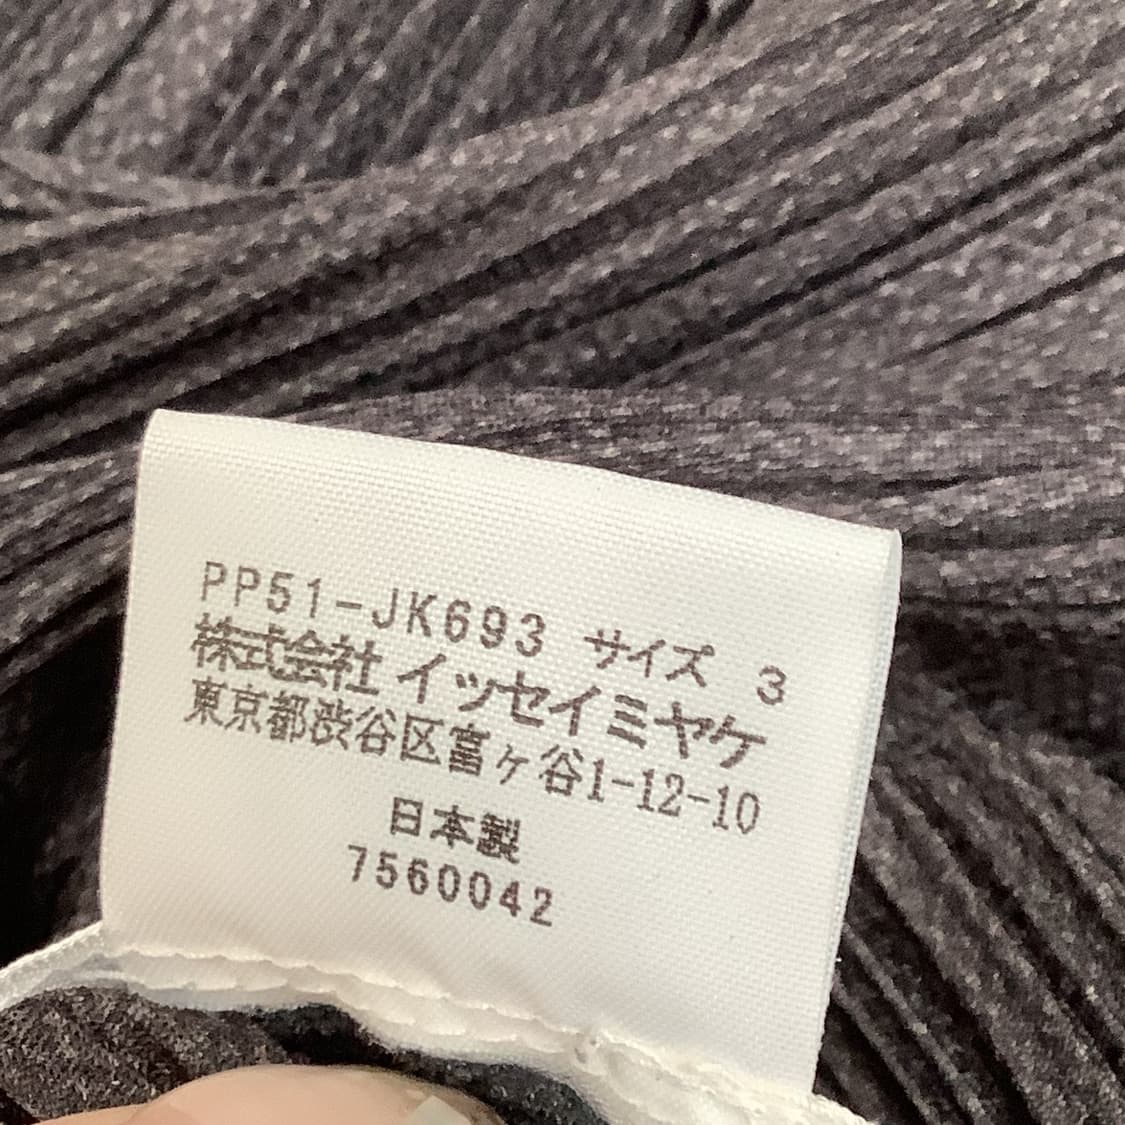 PP51-JK693 サイズ 3
株式会社 イッセイミヤケ
東京都渋谷区富ヶ谷1-12-10
日本製
7560042